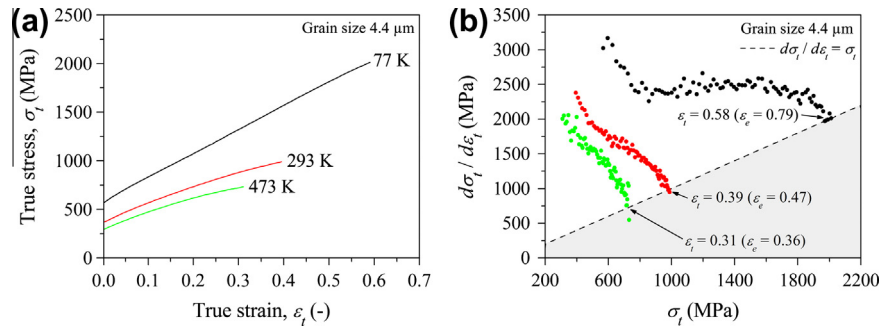 (a)
Grain size 4.4 µm
77 K
293 K
473 K
True stress, σt (MPa)
2500
2000
1500
1000
500
0
0.0 0.1 0.2 0.3 0.4 0.5 0.6 0.7
True strain, εt (-)
(b)
Grain size 4.4 µm
dσt / dεt = σt
εt = 0.58 (εe = 0.79)
εt = 0.39 (εe = 0.47)
εt = 0.31 (εe = 0.36)
dσt / dεt (MPa)
3500
3000
2500
2000
1500
1000
500
0
200 600 1000 1400 1800 2200
σt (MPa)